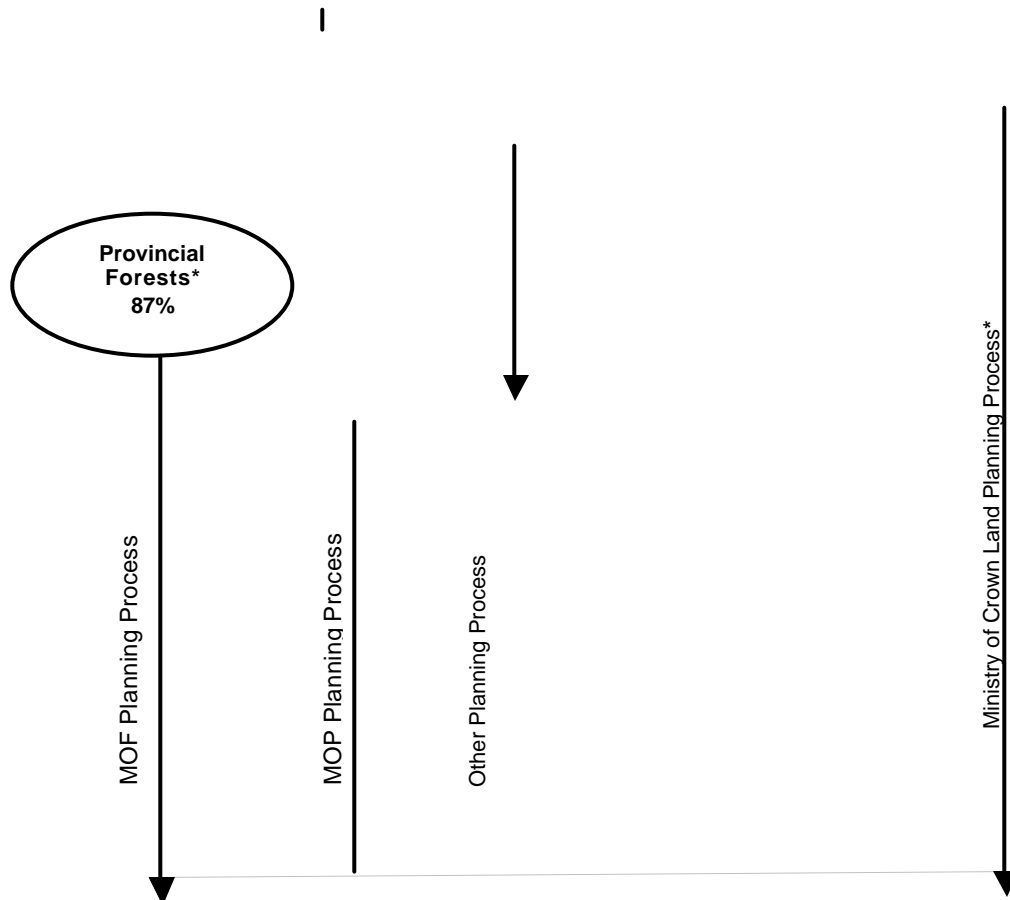 Provincial
Forests*
87%
MOF Planning Process
MOP Planning Process
Other Planning Process
Ministry of Crown Land Planning Process*